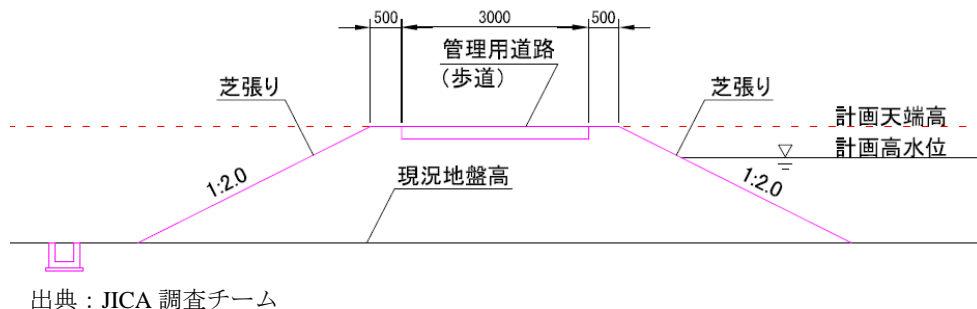 500 3000 500
管理用道路
(歩道)
芝張り
芝張り
計画天端高
計画高水位
1:2.0
現況地盤高
1:2.0
出典:JICA 調査チーム